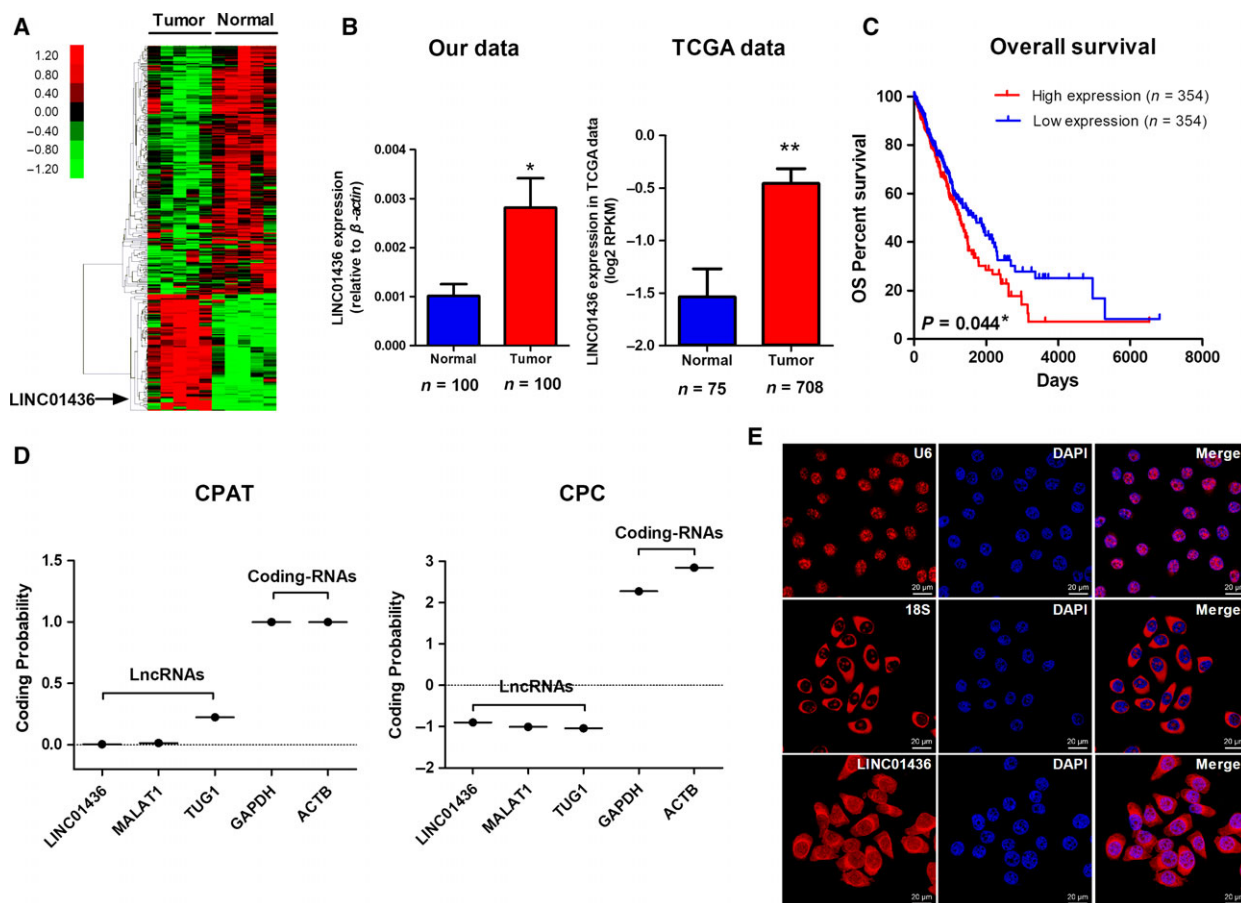 A
Tumor Normal
1.20
0.80
0.40
0.00
−0.40
−0.80
−1.20
LINC01436
B
Our data
LINC01436 expression
(relative to β-actin)
0.004
0.003
0.002
0.001
0.000
*
Normal Tumor
n = 100 n = 100
TCGA data
LINC01436 expression in TCGA data
(log2 RPKM)
0.0
−0.5
−1.0
−1.5
−2.0
**
Normal Tumor
n = 75 n = 708
C
Overall survival
High expression (n = 354)
Low expression (n = 354)
OS Percent survival
100
80
60
40
20
0
P = 0.044*
0 2000 4000 6000 8000
Days
D
CPAT
Coding Probability
1.5
1.0
0.5
0.0
Coding-RNAs
LncRNAs
LINC01436 MALAT1 TUG1 GAPDH ACTB
CPC
Coding Probability
3
2
1
0
−1
−2
Coding-RNAs
LncRNAs
LINC01436 MALAT1 TUG1 GAPDH ACTB
E
U6 DAPI Merge
20 µm 20 µm 20 µm
18S DAPI Merge
20 µm 20 µm 20 µm
LINC01436 DAPI Merge
20 µm 20 µm 20 µm